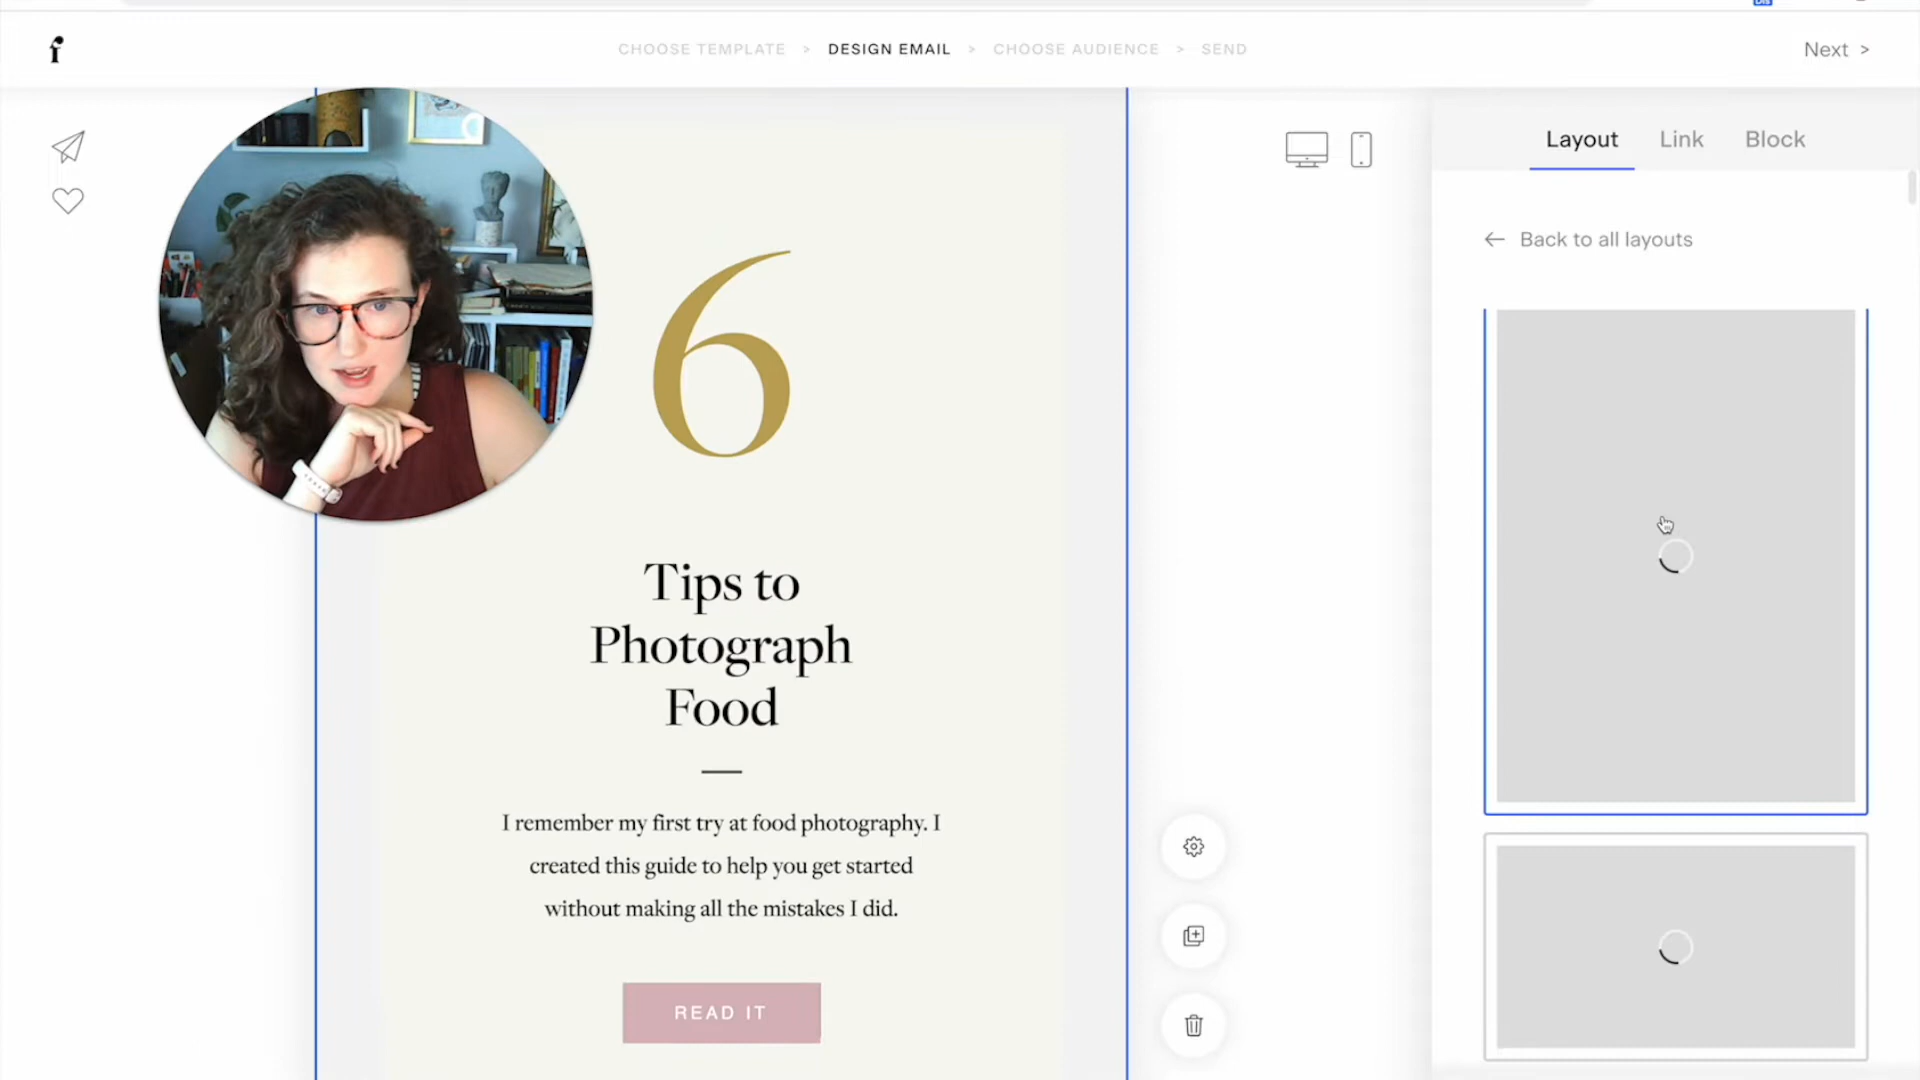 f
CHOOSE TEMPLATE > DESIGN EMAIL > CHOOSE AUDIENCE > SEND
Next >
Layout Link Block
← Back to all layouts
6
Tips to
Photograph
Food
I remember my first try at food photography. I
created this guide to help you get started
without making all the mistakes I did.
READ IT